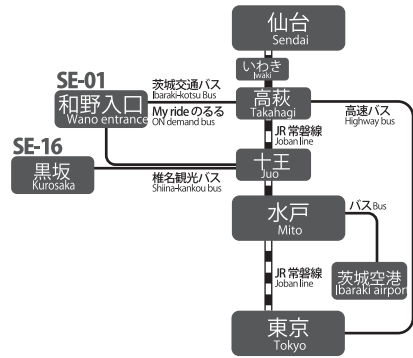 仙台
Sendai
いわき
Iwaki
SE-01
和野入口
Wano entrance
茨城交通バス
Ibaraki-kotsu Bus
My ride のるる
ON demand bus
高萩
Takahagi
高速バス
Highway bus
JR 常磐線
Joban line
SE-16
黒坂
Kurosaka
十王
Juo
椎名観光バス
Shiina-kankou bus
水戸
Mito
バス Bus
JR 常磐線
Joban line
茨城空港
Ibaraki airport
東京
Tokyo